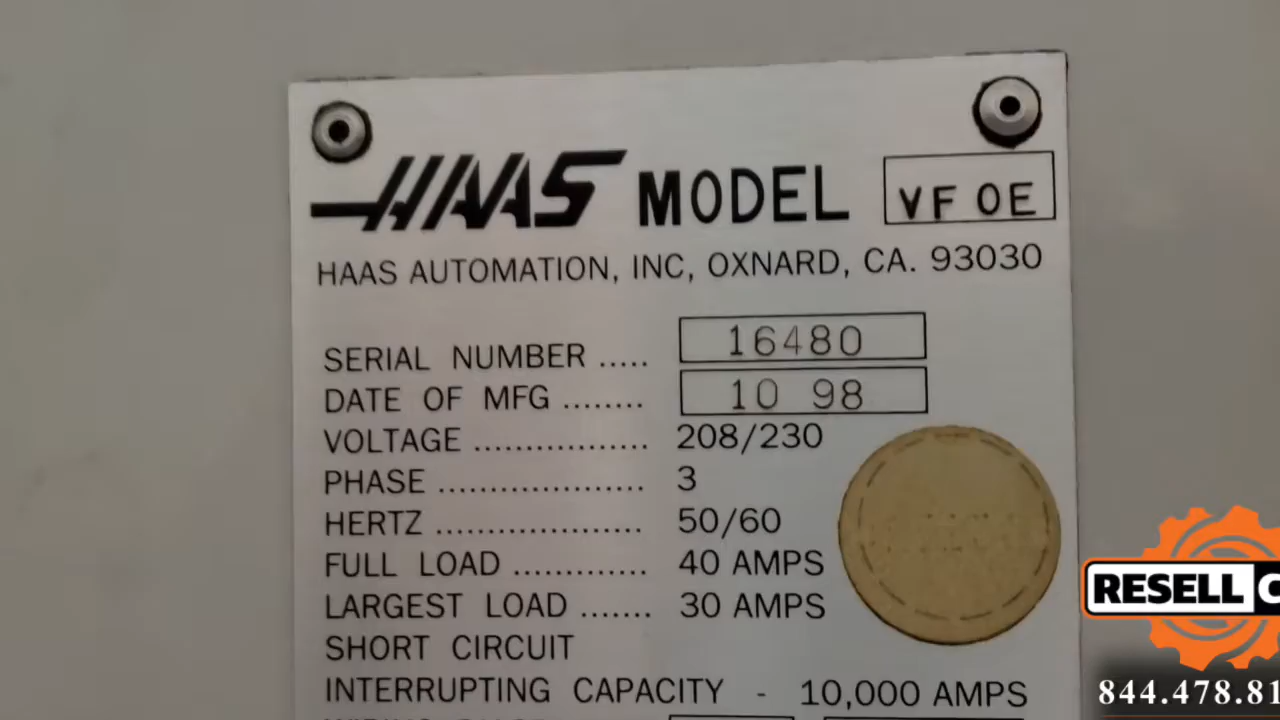 HAAS MODEL VF OE
HAAS AUTOMATION, INC, OXNARD, CA. 93030
SERIAL NUMBER ..... 16480
DATE OF MFG ........ 10 98
VOLTAGE ................ 208/230
PHASE ................... 3
HERTZ ................... 50/60
FULL LOAD ............ 40 AMPS
LARGEST LOAD ....... 30 AMPS
SHORT CIRCUIT
INTERRUPTING CAPACITY - 10,000 AMPS
RESELL C
844.478.81